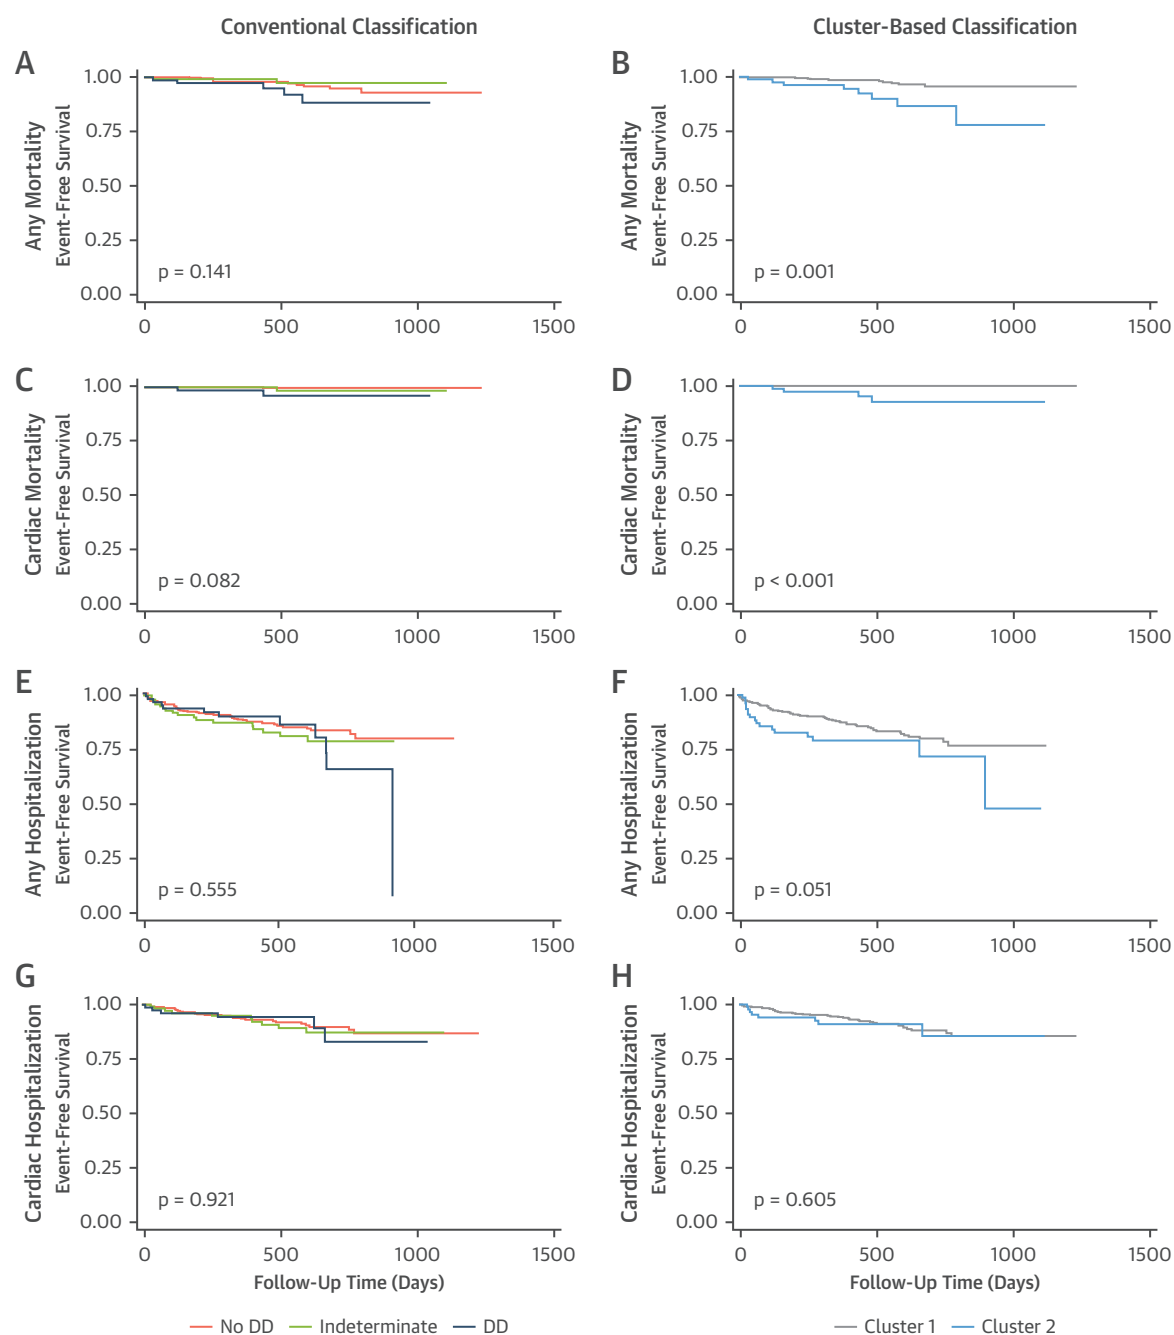 Conventional Classification
Cluster-Based Classification
A
Any Mortality
Event-Free Survival
1.00
0.75
0.50
0.25
0.00
p = 0.141
0 500 1000 1500
B
Any Mortality
Event-Free Survival
1.00
0.75
0.50
0.25
0.00
p = 0.001
0 500 1000 1500
C
Cardiac Mortality
Event-Free Survival
1.00
0.75
0.50
0.25
0.00
p = 0.082
0 500 1000 1500
D
Cardiac Mortality
Event-Free Survival
1.00
0.75
0.50
0.25
0.00
p < 0.001
0 500 1000 1500
E
Any Hospitalization
Event-Free Survival
1.00
0.75
0.50
0.25
0.00
p = 0.555
0 500 1000 1500
F
Any Hospitalization
Event-Free Survival
1.00
0.75
0.50
0.25
0.00
p = 0.051
0 500 1000 1500
G
Cardiac Hospitalization
Event-Free Survival
1.00
0.75
0.50
0.25
0.00
p = 0.921
0 500 1000 1500
Follow-Up Time (Days)
No DD Indeterminate DD
H
Cardiac Hospitalization
Event-Free Survival
1.00
0.75
0.50
0.25
0.00
p = 0.605
0 500 1000 1500
Follow-Up Time (Days)
Cluster 1 Cluster 2